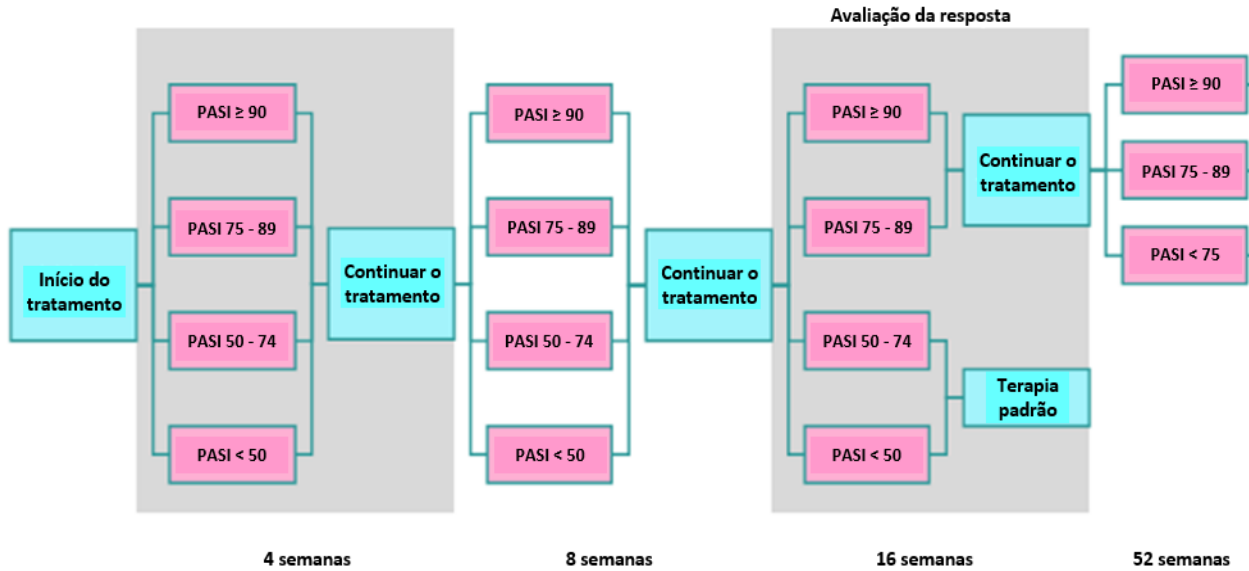 Avaliação da resposta
Início do
tratamento
PASI ≥ 90
PASI 75 - 89
PASI 50 - 74
PASI < 50
Continuar o
tratamento
PASI ≥ 90
PASI 75 - 89
PASI 50 - 74
PASI < 50
Continuar o
tratamento
PASI ≥ 90
PASI 75 - 89
PASI 50 - 74
PASI < 50
Continuar o
tratamento
Terapia
padrão
PASI ≥ 90
PASI 75 - 89
PASI < 75
4 semanas
8 semanas
16 semanas
52 semanas